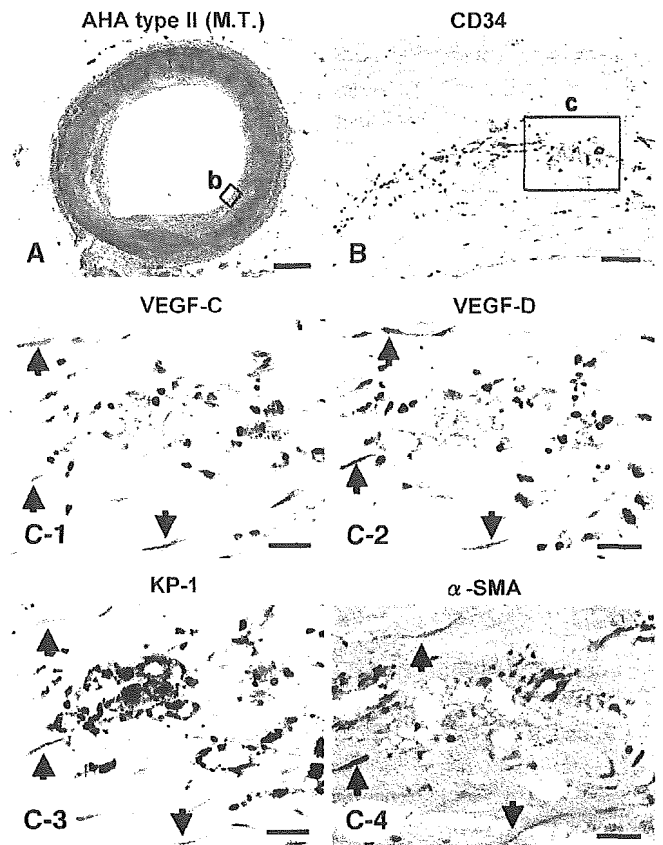 AHA type II (M.T.)
CD34
b
A
c
B
VEGF-C
VEGF-D
C-1
C-2
KP-1
α-SMA
C-3
C-4